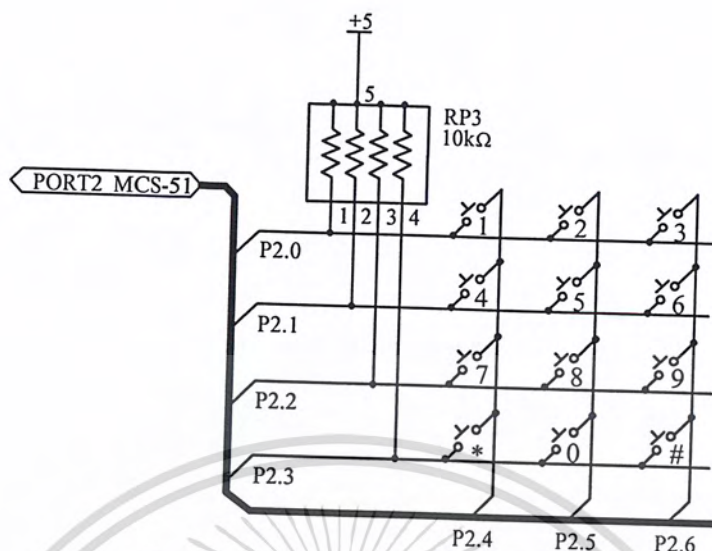 +5
5
RP3
10kΩ
PORT2 MCS-51
1 2 3 4
P2.0
1 2 3
P2.1
4 5 6
P2.2
7 8 9
P2.3
* 0 #
P2.4 P2.5 P2.6